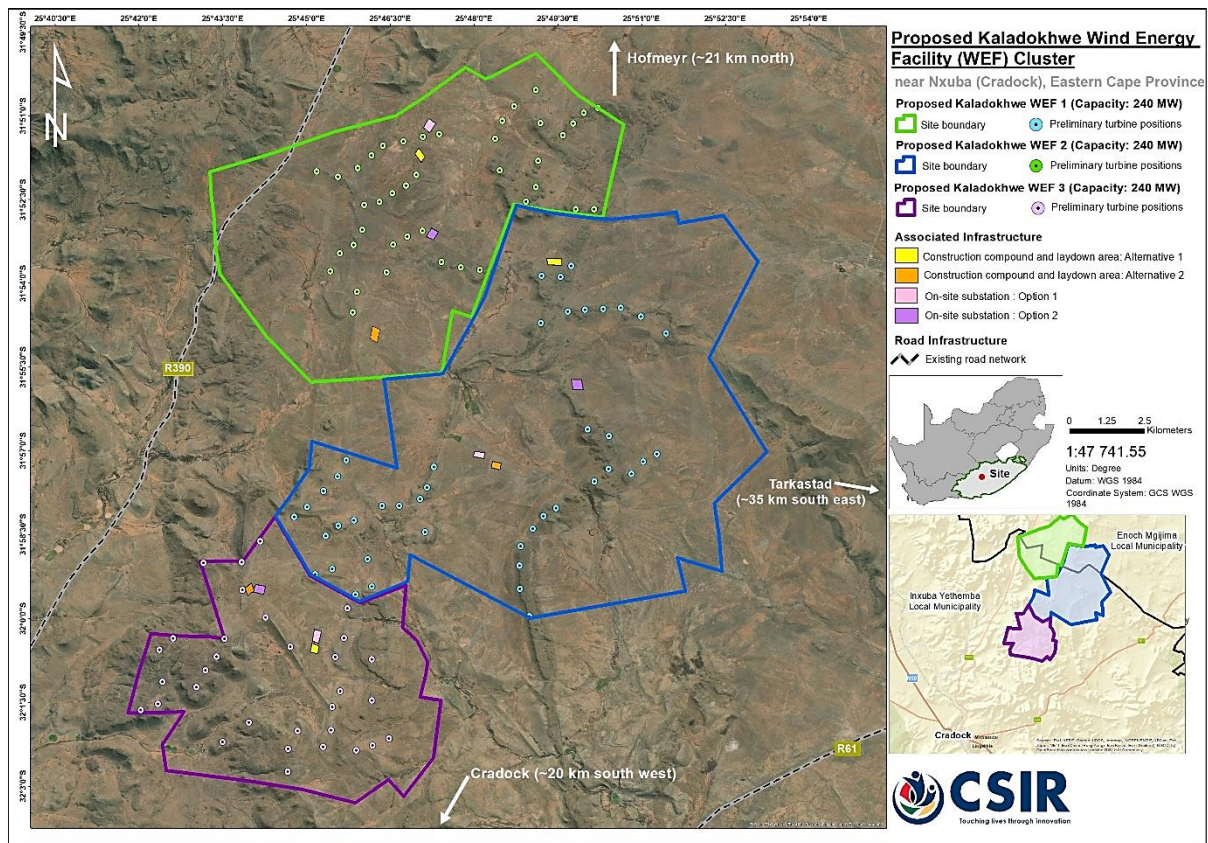 25°40'30"E 25°42'0"E 25°43'30"E 25°45'0"E 25°46'30"E 25°48'0"E 25°49'30"E 25°51'0"E 25°52'30"E 25°54'0"E
31°49'30"S
31°51'0"S
31°52'30"S
31°54'0"S
31°55'30"S
31°57'0"S
31°58'30"S
32°0'0"S
32°1'30"S
32°3'0"S
N
Hofmeyr (~21 km north)
R390
Tarkastad
(~35 km south east)
Cradock (~20 km south west)
R61
Proposed Kaladokhwe Wind Energy
Facility (WEF) Cluster
near Nxuba (Cradock), Eastern Cape Province
Proposed Kaladokhwe WEF 1 (Capacity: 240 MW)
Site boundary Preliminary turbine positions
Proposed Kaladokhwe WEF 2 (Capacity: 240 MW)
Site boundary Preliminary turbine positions
Proposed Kaladokhwe WEF 3 (Capacity: 240 MW)
Site boundary Preliminary turbine positions
Associated Infrastructure
Construction compound and laydown area: Alternative 1
Construction compound and laydown area: Alternative 2
On-site substation : Option 1
On-site substation : Option 2
Road Infrastructure
Existing road network
Site
0 1.25 2.5
Kilometers
1:47 741.55
Units: Degree
Datum: WGS 1984
Coordinate System: GCS WGS
1984
Enoch Mgijima
Local Municipality
Inxuba Yethemba
Local Municipality
Cradock
CSIR
Touching lives through innovation